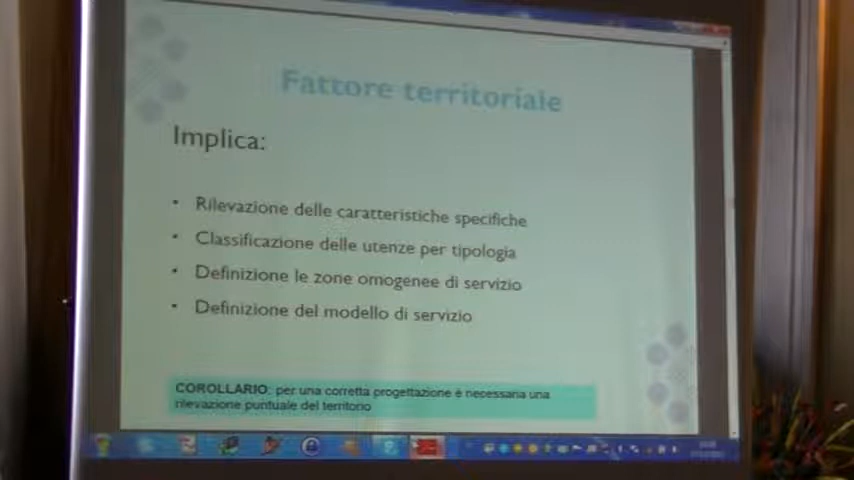 Fattore territoriale
Implica:
• Rilevazione delle caratteristiche specifiche
• Classificazione delle utenze per tipologia
• Definizione le zone omogenee di servizio
• Definizione del modello di servizio
COROLLARIO: per una corretta progettazione è necessaria una
rilevazione puntuale del territorio